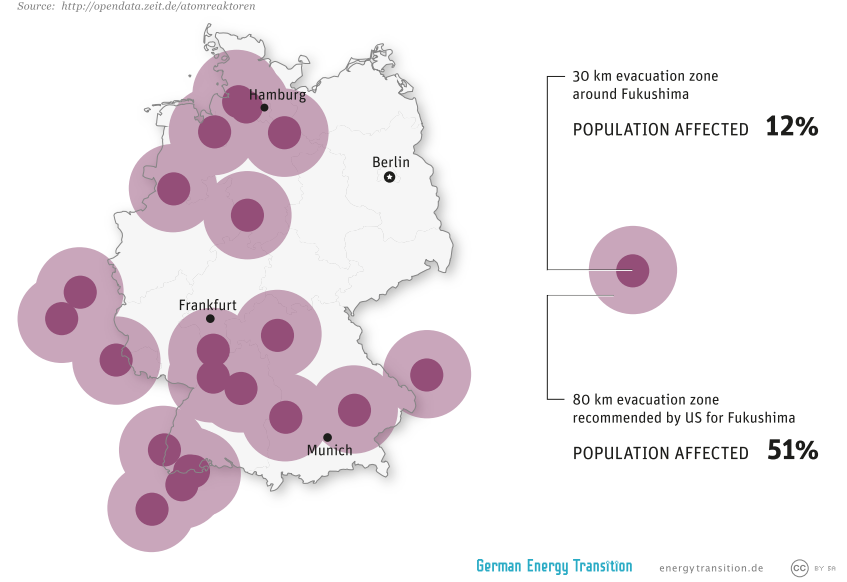 Source: http://opendata.zeit.de/atomreaktoren
Hamburg
Berlin
Frankfurt
Munich
30 km evacuation zone
around Fukushima
POPULATION AFFECTED 12%
80 km evacuation zone
recommended by US for Fukushima
POPULATION AFFECTED 51%
German Energy Transition
energytransition.de
cc BY SA